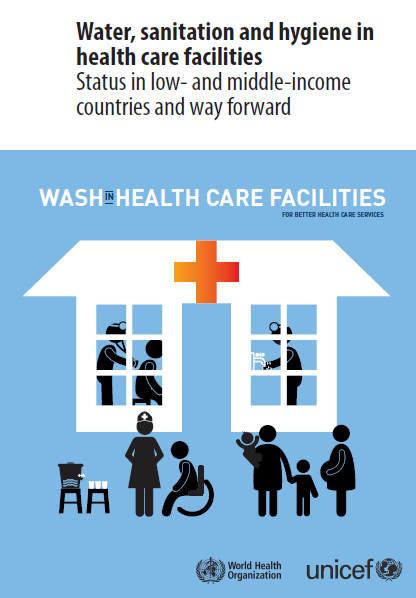 Water, sanitation and hygiene in
health care facilities
Status in low- and middle-income
countries and way forward
WASH IN HEALTH CARE FACILITIES
FOR BETTER HEALTH CARE SERVICES
World Health
Organization
unicef